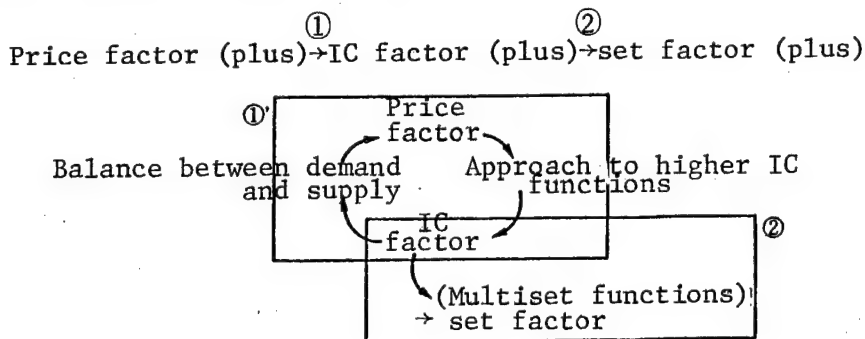 ① ②
Price factor (plus)→IC factor (plus)→set factor (plus)
①'
Price
factor
Balance between demand
and supply
Approach to higher IC
functions
IC
factor
②
(Multiset functions)
→ set factor